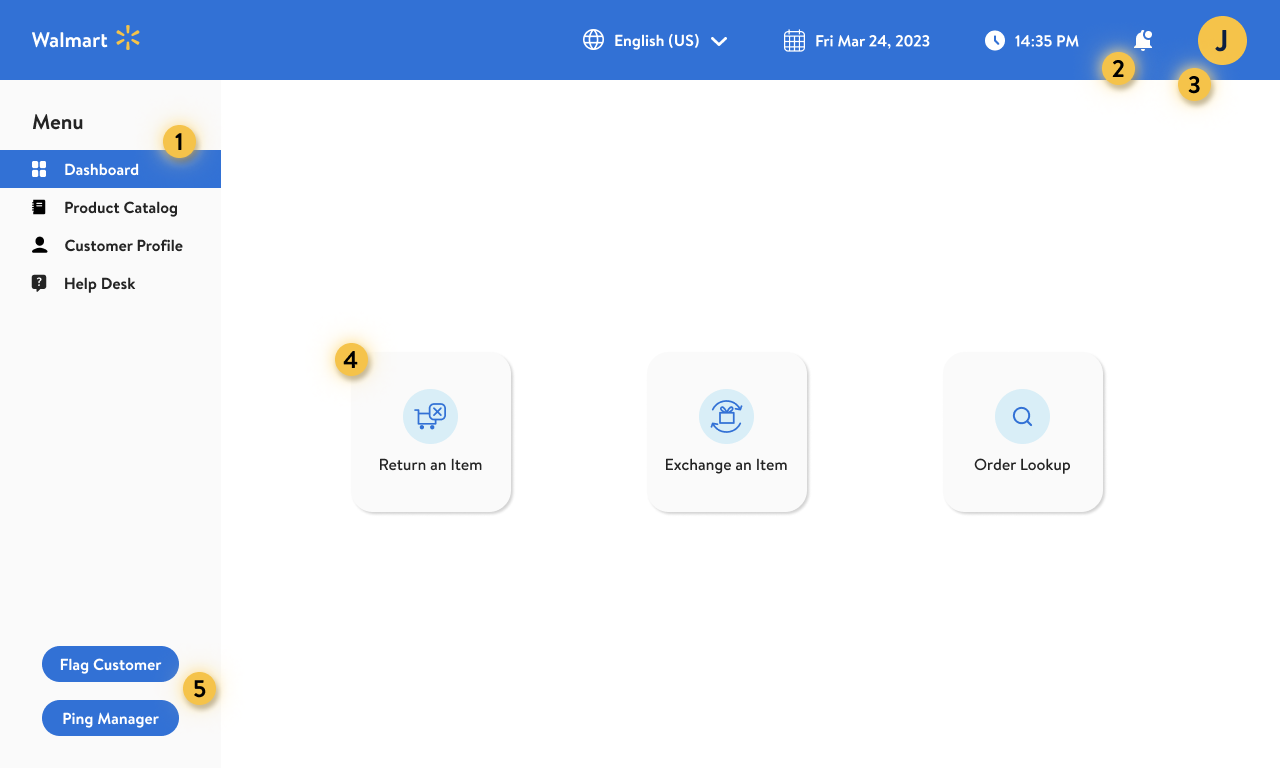 Walmart
English (US)
Fri Mar 24, 2023
14:35 PM
J
2
3
Menu
1
Dashboard
Product Catalog
Customer Profile
?
Help Desk
4
Return an Item
Exchange an Item
Order Lookup
Flag Customer
5
Ping Manager